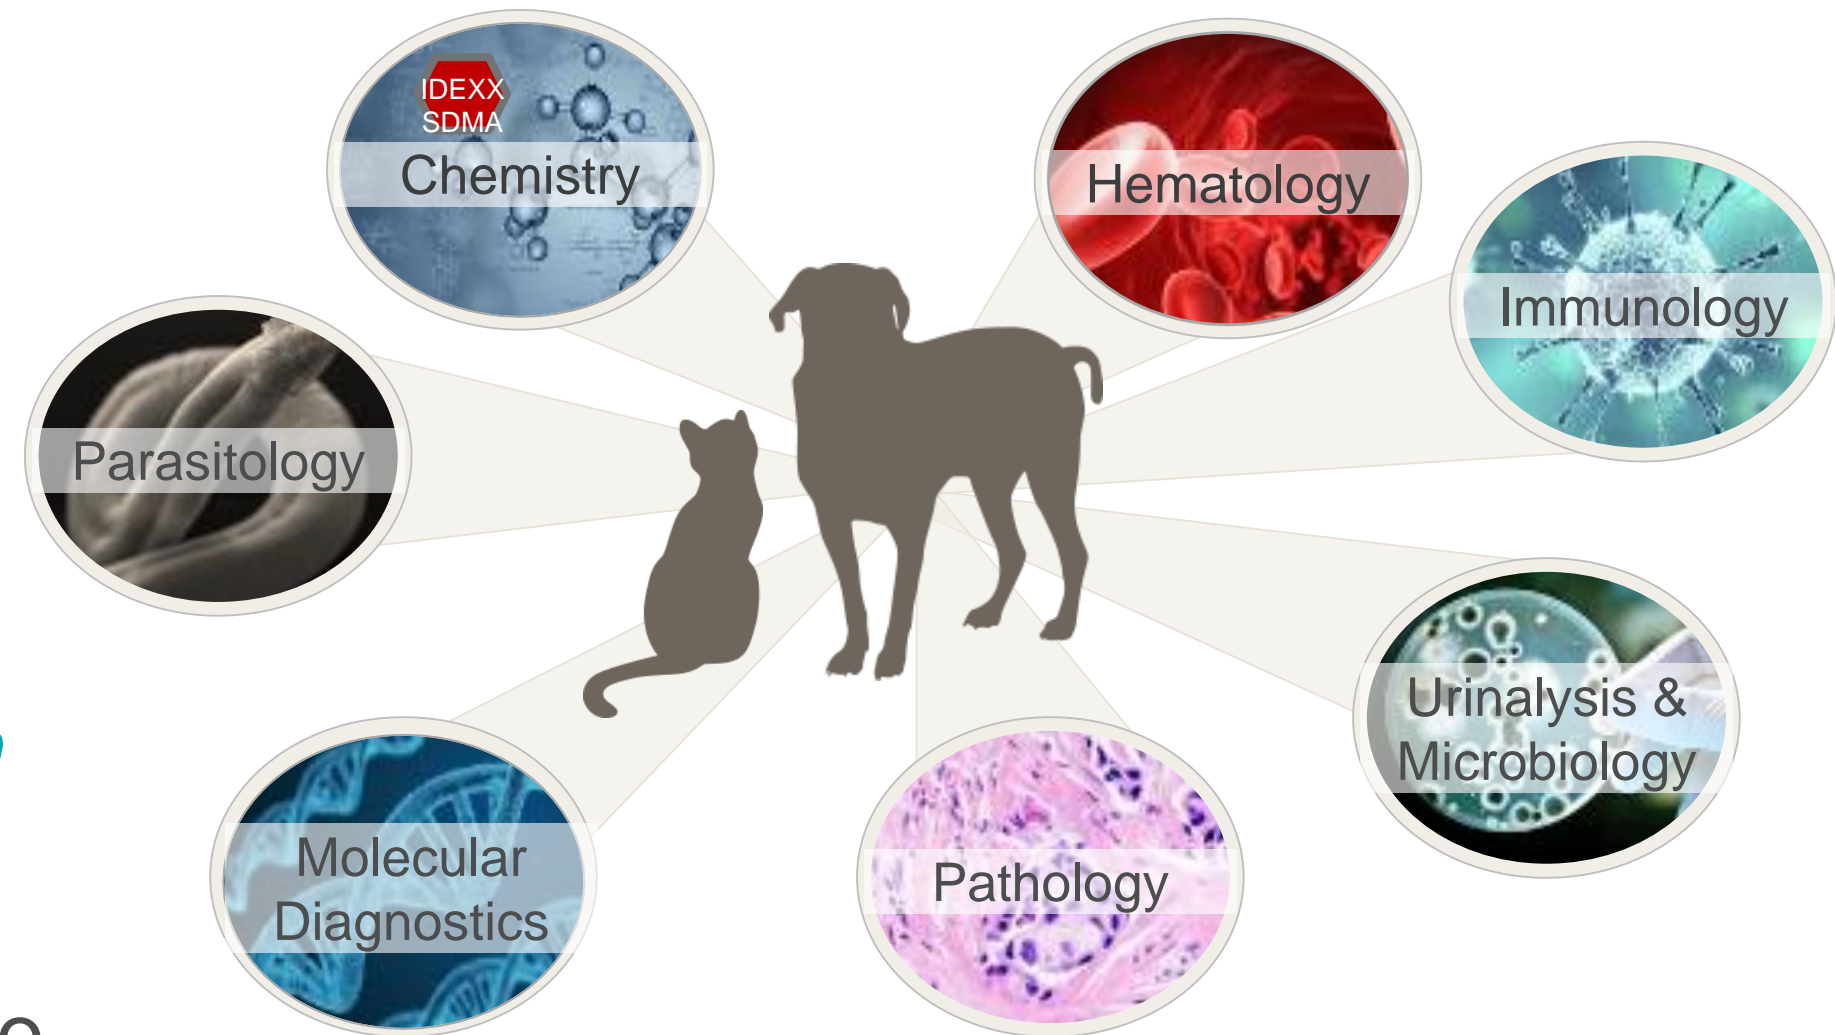 IDEXX
SDMA
Chemistry
Hematology
Immunology
Parasitology
Urinalysis &
Microbiology
Molecular
Diagnostics
Pathology